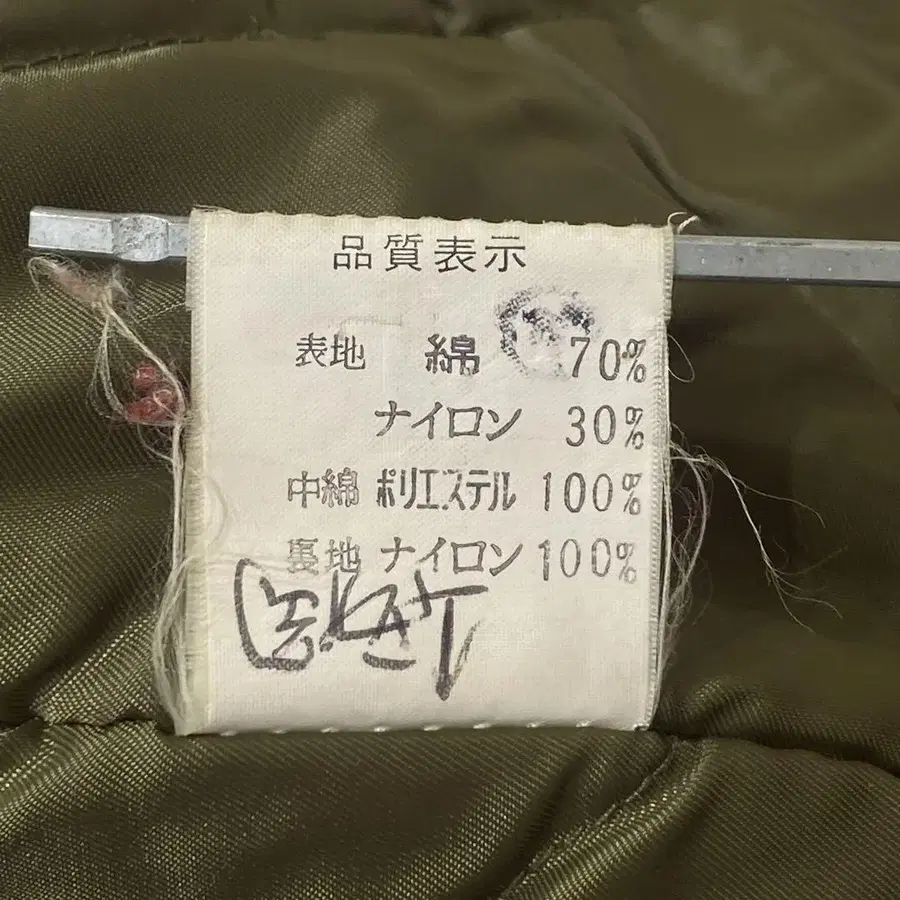 品質表示
表地 綿 70%
ナイロン 30%
中綿 ポリエステル 100%
裏地 ナイロン 100%